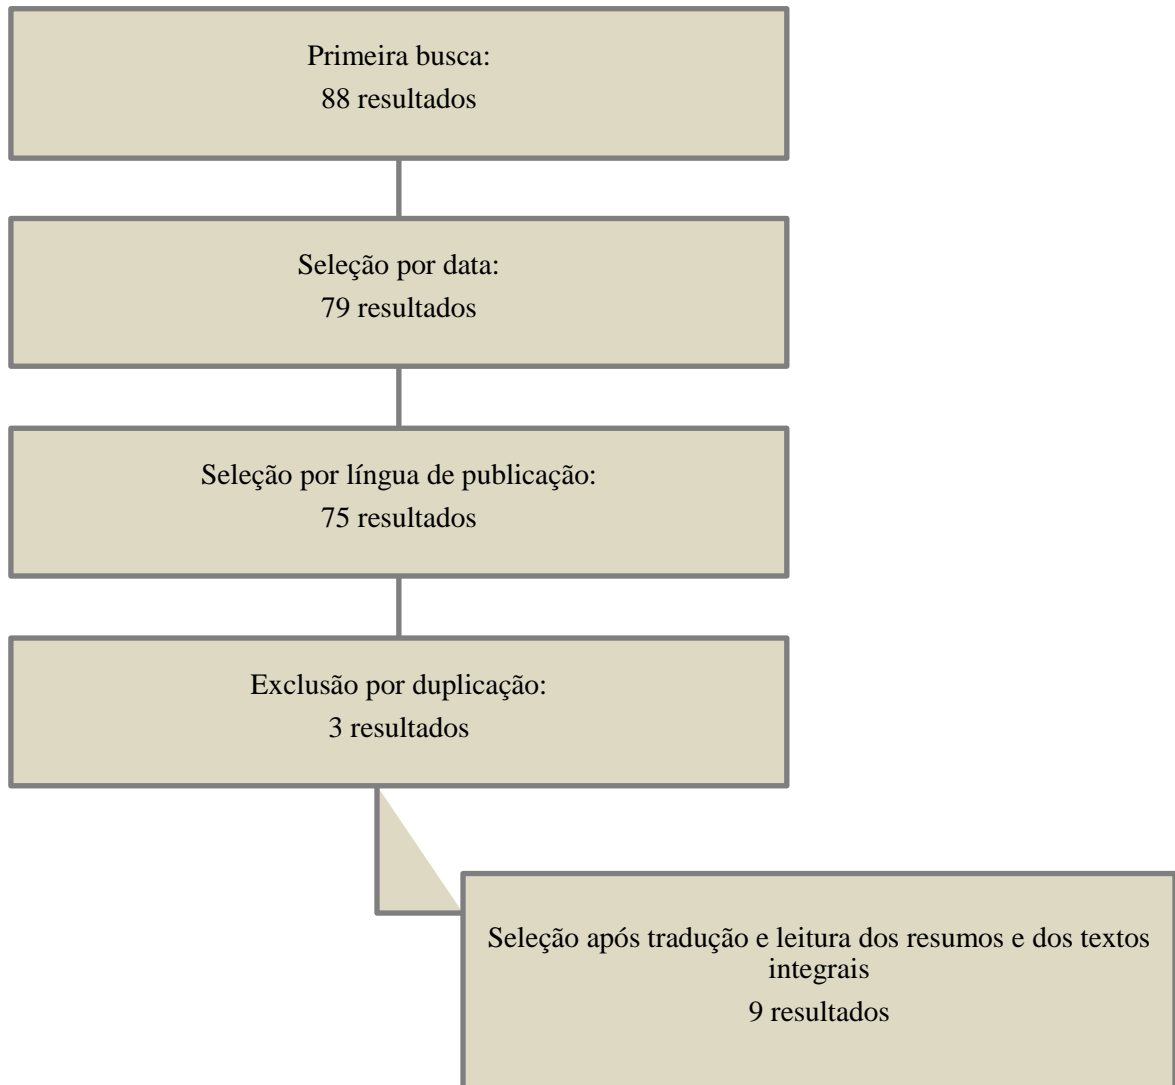 Primeira busca:
88 resultados
Seleção por data:
79 resultados
Seleção por língua de publicação:
75 resultados
Exclusão por duplicação:
3 resultados
Seleção após tradução e leitura dos resumos e dos textos
integrais
9 resultados